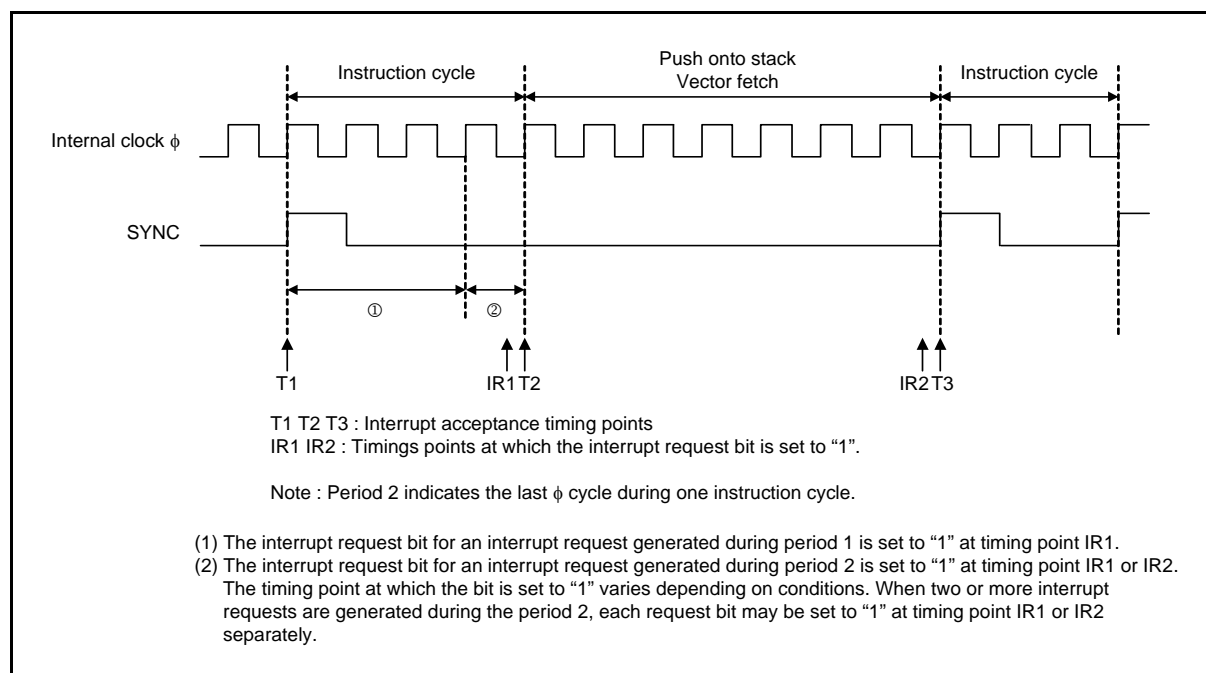 Instruction cycle
Push onto stack
Vector fetch
Instruction cycle
Internal clock ϕ
SYNC
①
②
T1
IR1 T2
IR2 T3
T1 T2 T3 : Interrupt acceptance timing points
IR1 IR2 : Timings points at which the interrupt request bit is set to “1”.
Note : Period 2 indicates the last ϕ cycle during one instruction cycle.
(1) The interrupt request bit for an interrupt request generated during period 1 is set to “1” at timing point IR1.
(2) The interrupt request bit for an interrupt request generated during period 2 is set to “1” at timing point IR1 or IR2.
The timing point at which the bit is set to “1” varies depending on conditions. When two or more interrupt
requests are generated during the period 2, each request bit may be set to “1” at timing point IR1 or IR2
separately.